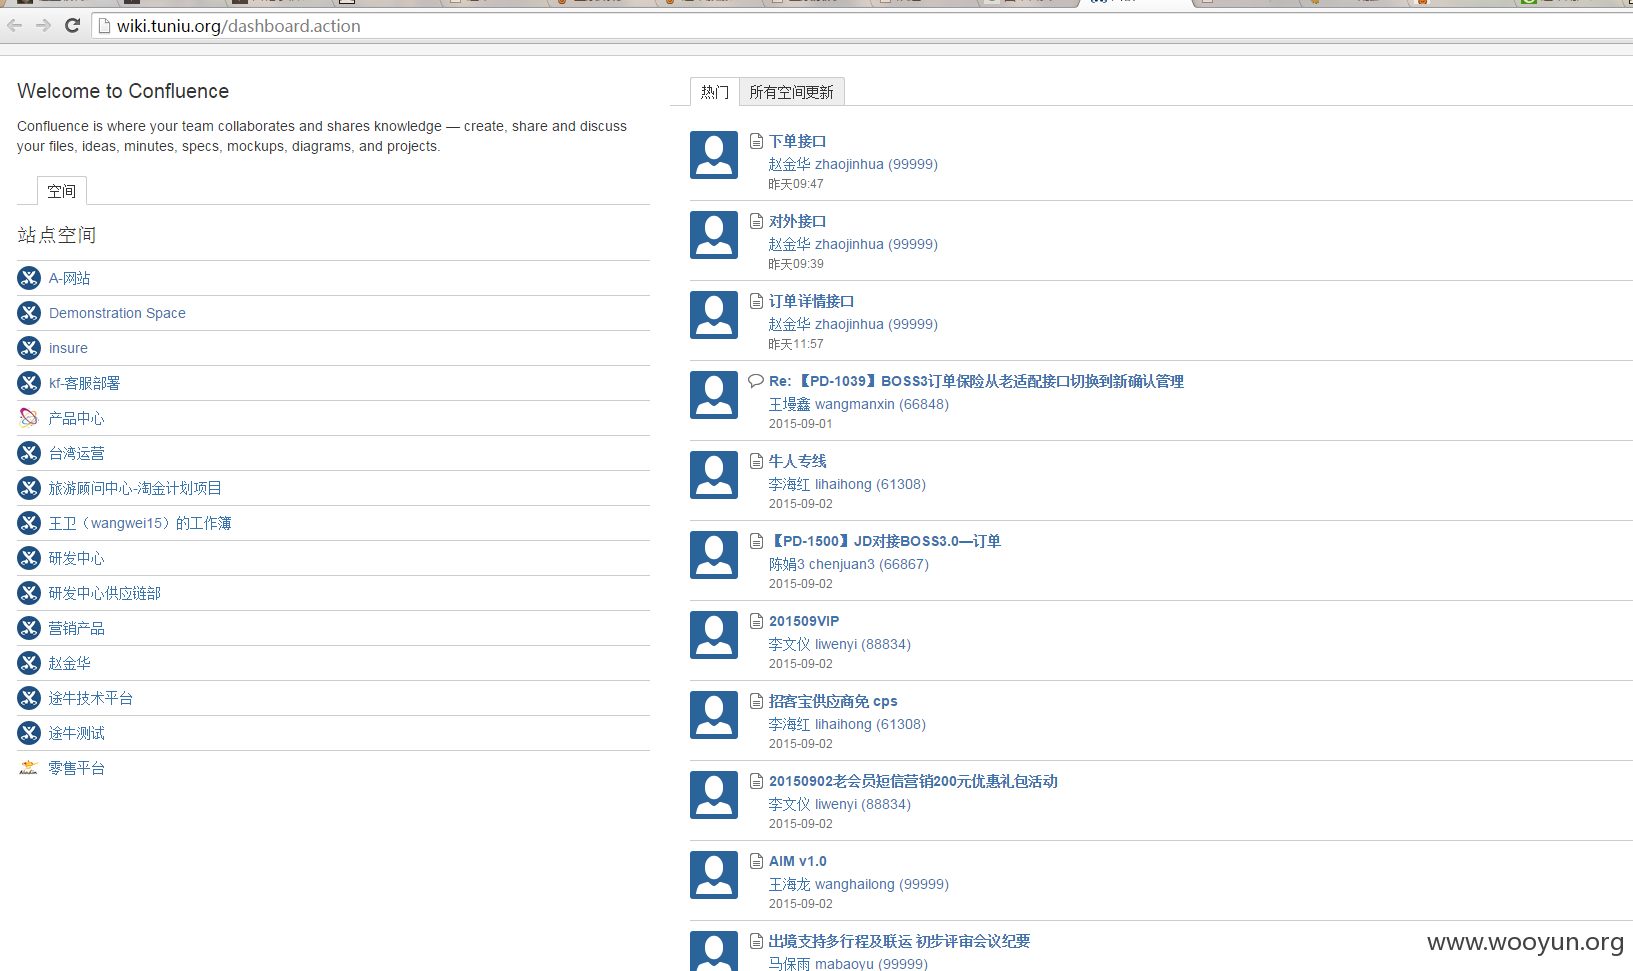 wiki.tuniu.org/dashboard.action
Welcome to Confluence
Confluence is where your team collaborates and shares knowledge — create, share and discuss
your files, ideas, minutes, specs, mockups, diagrams, and projects.
空间
站点空间
A-网站
Demonstration Space
insure
kf-客服部署
产品中心
台湾运营
旅游顾问中心-淘金计划项目
王卫（wangwei15）的工作簿
研发中心
研发中心供应链部
营销产品
赵金华
途牛技术平台
途牛测试
零售平台
热门
所有空间更新
下单接口
赵金华 zhaojinhua (99999)
昨天09:47
对外接口
赵金华 zhaojinhua (99999)
昨天09:39
订单详情接口
赵金华 zhaojinhua (99999)
昨天11:57
Re: 【PD-1039】BOSS3订单保险从老适配接口切换到新确认管理
王墁鑫 wangmanxin (66848)
2015-09-01
牛人专线
李海红 lihaihong (61308)
2015-09-02
【PD-1500】JD对接BOSS3.0—订单
陈娟3 chenjuan3 (66867)
2015-09-02
201509VIP
李文仪 liwenyi (88834)
2015-09-02
招客宝供应商免 cps
李海红 lihaihong (61308)
2015-09-02
20150902老会员短信营销200元优惠礼包活动
李文仪 liwenyi (88834)
2015-09-02
AIM v1.0
王海龙 wanghailong (99999)
2015-09-02
出境支持多行程及联运 初步评审会议纪要
马保雨 mabaoyu (99999)
www.wooyun.org